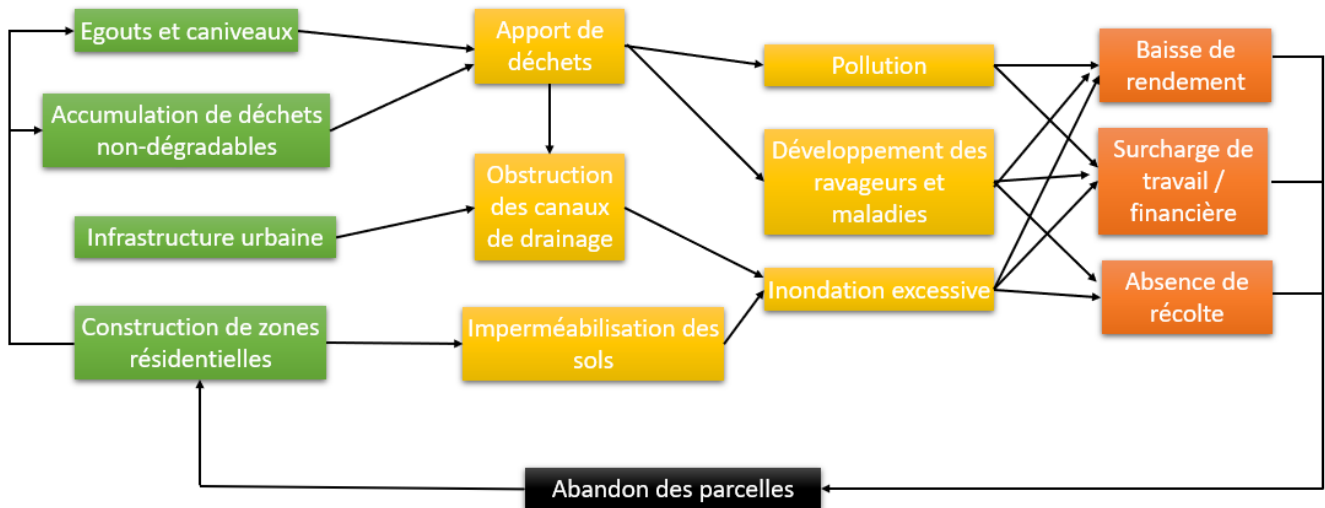 Egouts et caniveaux
Accumulation de déchets
non-dégradables
Infrastructure urbaine
Construction de zones
résidentielles
Apport de
déchets
Obstruction
des canaux
de drainage
Imperméabilisation des
sols
Pollution
Développement des
ravageurs et
maladies
Inondation excessive
Baisse de
rendement
Surcharge de
travail /
financière
Absence de
récolte
Abandon des parcelles